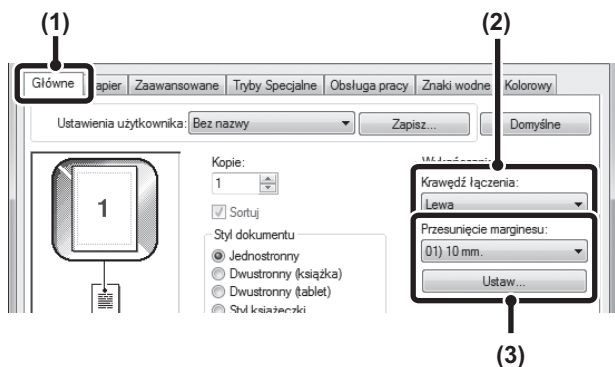 (1)
(2)
Główne
apier
Zaawansowane
Tryby Specjalne
Obsługa pracy
Znaki wodne
Kolorowy
Ustawienia użytkownika:
Bez nazwy
Zapisz...
Domyślne
Kopie:
1
Sortuj
1
Styl dokumentu
Jednostronny
Dwustronny (książka)
Dwustronny (tablet)
Styl książeczki
Krawędź łączenia:
Lewa
Przesunięcie marginesu:
01) 10 mm.
Ustaw...
(3)